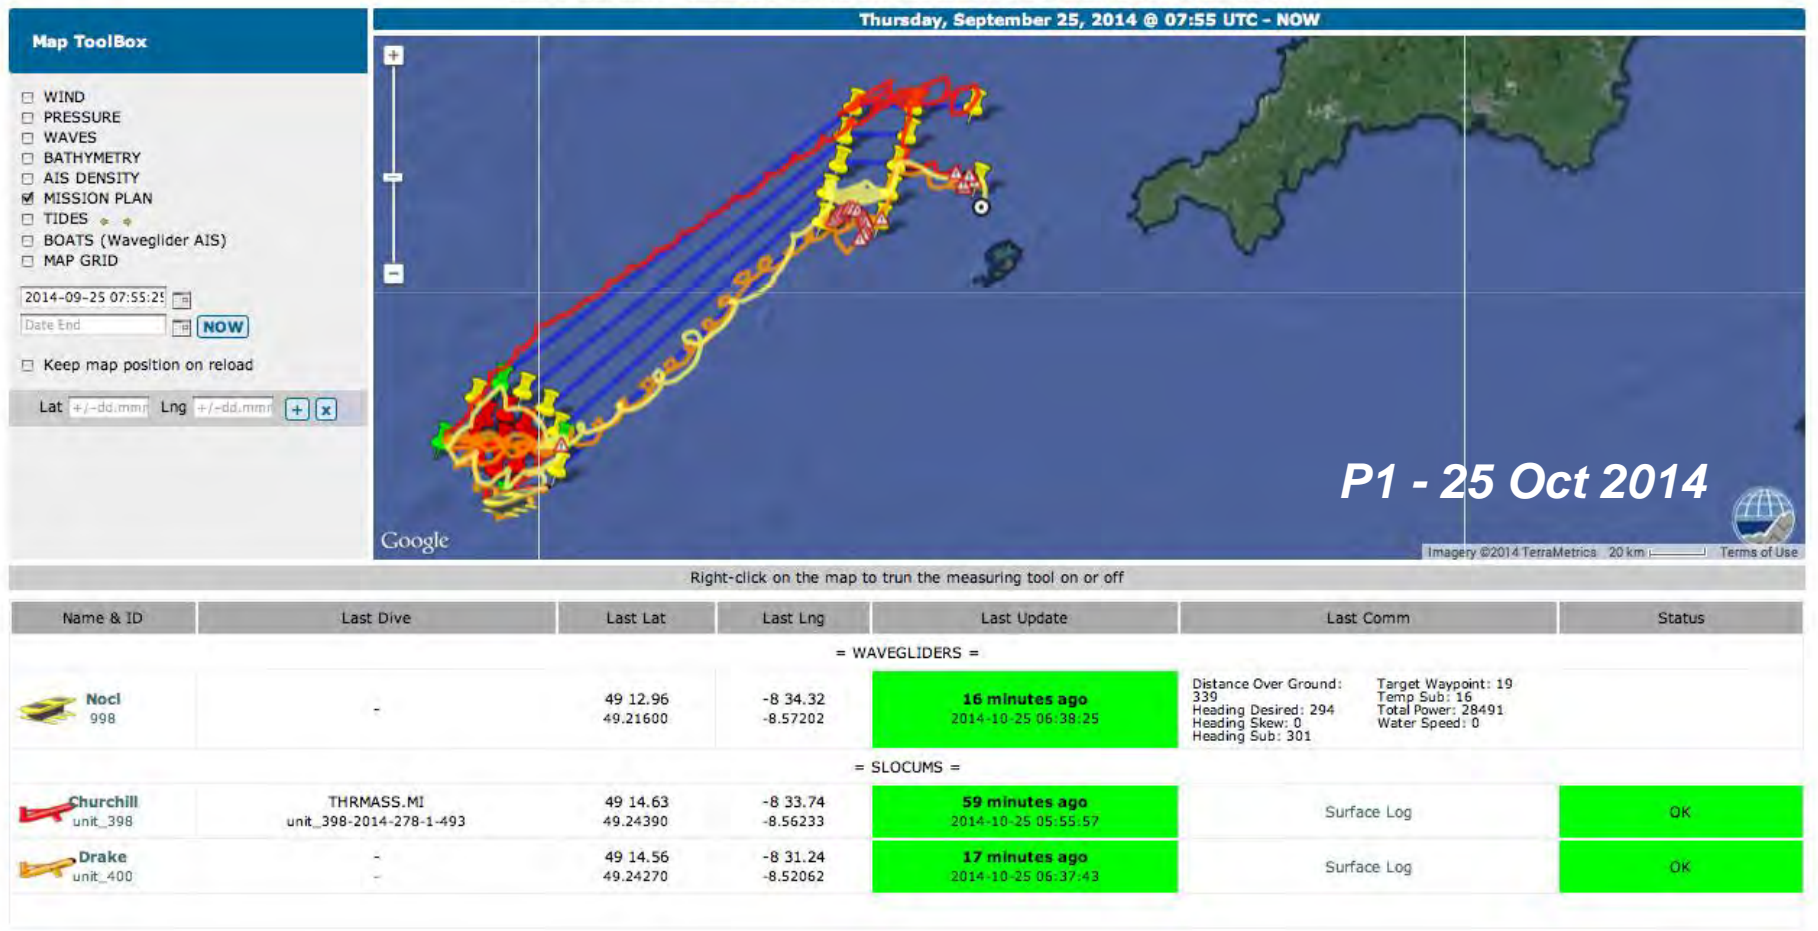 Thursday, September 25, 2014 @ 07:55 UTC - NOW
Map ToolBox
WIND
PRESSURE
WAVES
BATHYMETRY
AIS DENSITY
MISSION PLAN
TIDES
BOATS (Waveglider AIS)
MAP GRID
2014-09-25 07:55:25
Date End
NOW
Keep map position on reload
Lat +/-dd.mmr Lng +/-dd.mmr + x
P1 - 25 Oct 2014
Google
Imagery ©2014 TerraMetrics 20 km Terms of Use
Right-click on the map to trun the measuring tool on or off
Name & ID Last Dive Last Lat Last Lng Last Update Last Comm Status
= WAVEGLIDERS =
Nocl
998
-
49 12.96
49.21600
-8 34.32
-8.57202
16 minutes ago
2014-10-25 06:38:25
Distance Over Ground:
339
Heading Desired: 294
Heading Skew: 0
Heading Sub: 301
Target Waypoint: 19
Temp Sub: 16
Total Power: 28491
Water Speed: 0
= SLOCUMS =
Churchill
unit_398
THRMASS.MI
unit_398-2014-278-1-493
49 14.63
49.24390
-8 33.74
-8.56233
59 minutes ago
2014-10-25 05:55:57
Surface Log
OK
Drake
unit_400
-
-
49 14.56
49.24270
-8 31.24
-8.52062
17 minutes ago
2014-10-25 06:37:43
Surface Log
OK